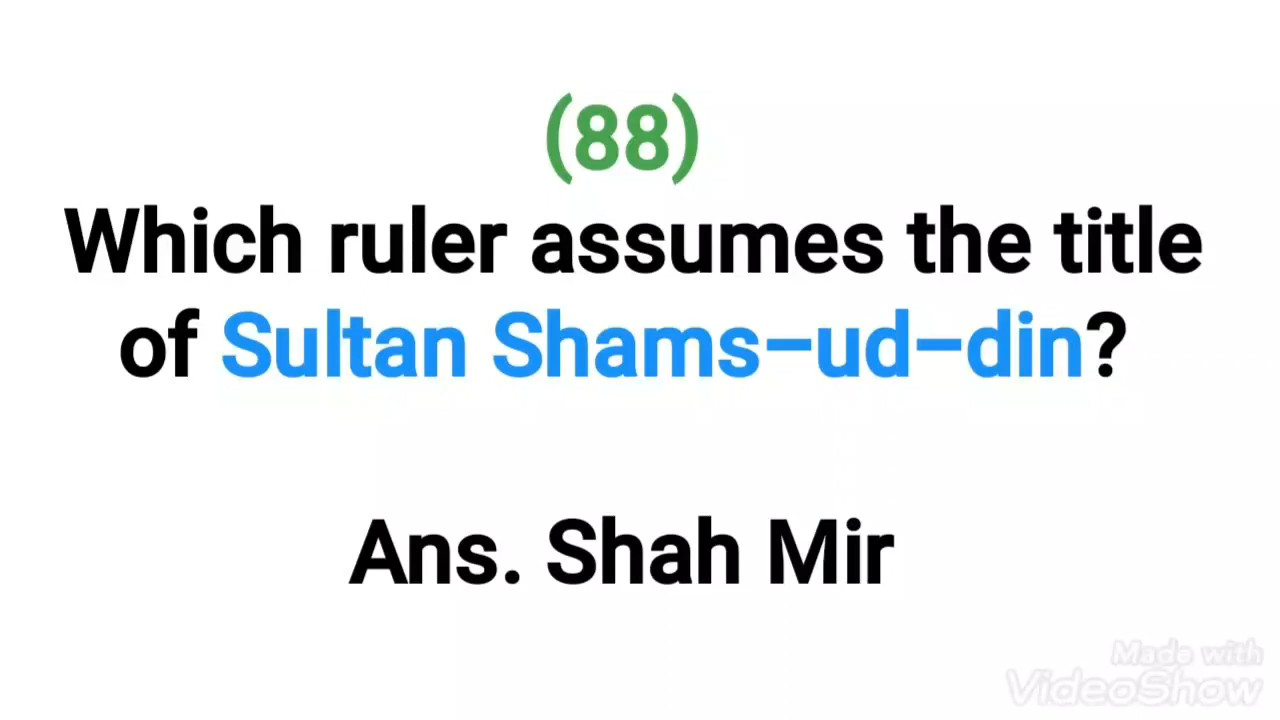 (88)
Which ruler assumes the title
of Sultan Shams–ud–din?
Ans. Shah Mir
Made with
VideoShow